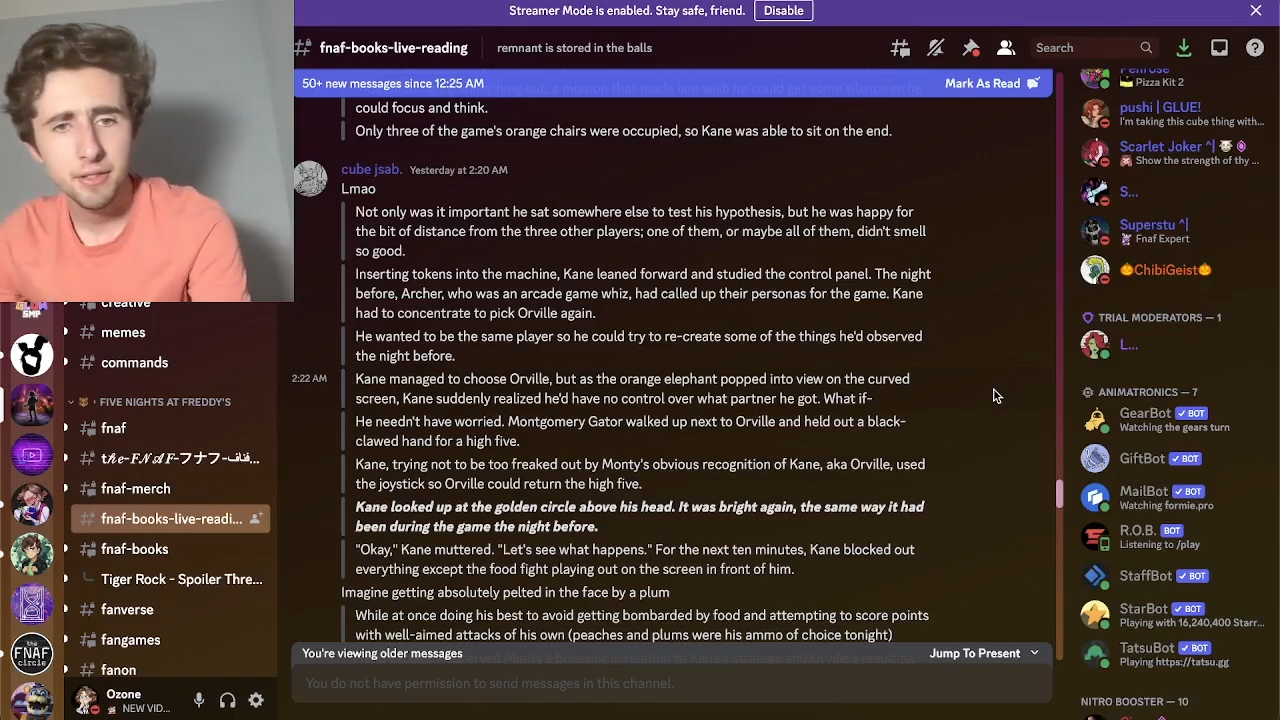 Streamer Mode is enabled. Stay safe, friend.
Disable
fnaf-books-live-reading
remnant is stored in the balls
Search
50+ new messages since 12:25 AM
Mark As Read
could focus and think.
Only three of the game's orange chairs were occupied, so Kane was able to sit on the end.
cube jsab. Yesterday at 2:20 AM
Lmao
Not only was it important he sat somewhere else to test his hypothesis, but he was happy for
the bit of distance from the three other players; one of them, or maybe all of them, didn't smell
so good.
Inserting tokens into the machine, Kane leaned forward and studied the control panel. The night
before, Archer, who was an arcade game whiz, had called up their personas for the game. Kane
had to concentrate to pick Orville again.
He wanted to be the same player so he could try to re-create some of the things he'd observed
the night before.
2:22 AM
Kane managed to choose Orville, but as the orange elephant popped into view on the curved
screen, Kane suddenly realized he'd have no control over what partner he got. What if-
He needn't have worried. Montgomery Gator walked up next to Orville and held out a black-
clawed hand for a high five.
Kane, trying not to be too freaked out by Monty's obvious recognition of Kane, aka Orville, used
the joystick so Orville could return the high five.
Kane looked up at the golden circle above his head. It was bright again, the same way it had
been during the game the night before.
"Okay," Kane muttered. "Let's see what happens." For the next ten minutes, Kane blocked out
everything except the food fight playing out on the screen in front of him.
Imagine getting absolutely pelted in the face by a plum
While at once doing his best to avoid getting bombarded by food and attempting to score points
with well-aimed attacks of his own (peaches and plums were his ammo of choice tonight)
You're viewing older messages
Jump To Present
You do not have permission to send messages in this channel.
creative
memes
commands
FIVE NIGHTS AT FREDDY'S
fnaf
fnaf-merch
fnaf-books-live-readi...
fnaf-books
Tiger Rock - Spoiler Thre...
fanverse
fangames
fanon
SMP
the
FNAF
circle
Ozone
NEW VID...
Penrose
Pizza Kit 2
pushi | GLUE!
I'm taking this cube thing with...
Scarlet Joker ^|
Show the strength of thy ...
S...
Superstu ^|
Fnaf Expert
ChibiGeist
TRIAL MODERATORS — 1
L...
ANIMATRONICS — 7
GearBot BOT
Watching the gears turn
GiftBot BOT
MailBot BOT
Watching formie.pro
R.O.B. BOT
Listening to /play
StaffBot BOT
StarBot BOT
Playing with 16,240,400 Starr...
TatsuBot BOT
Playing https://tatsu.gg
NITRO BOOSTER — 10